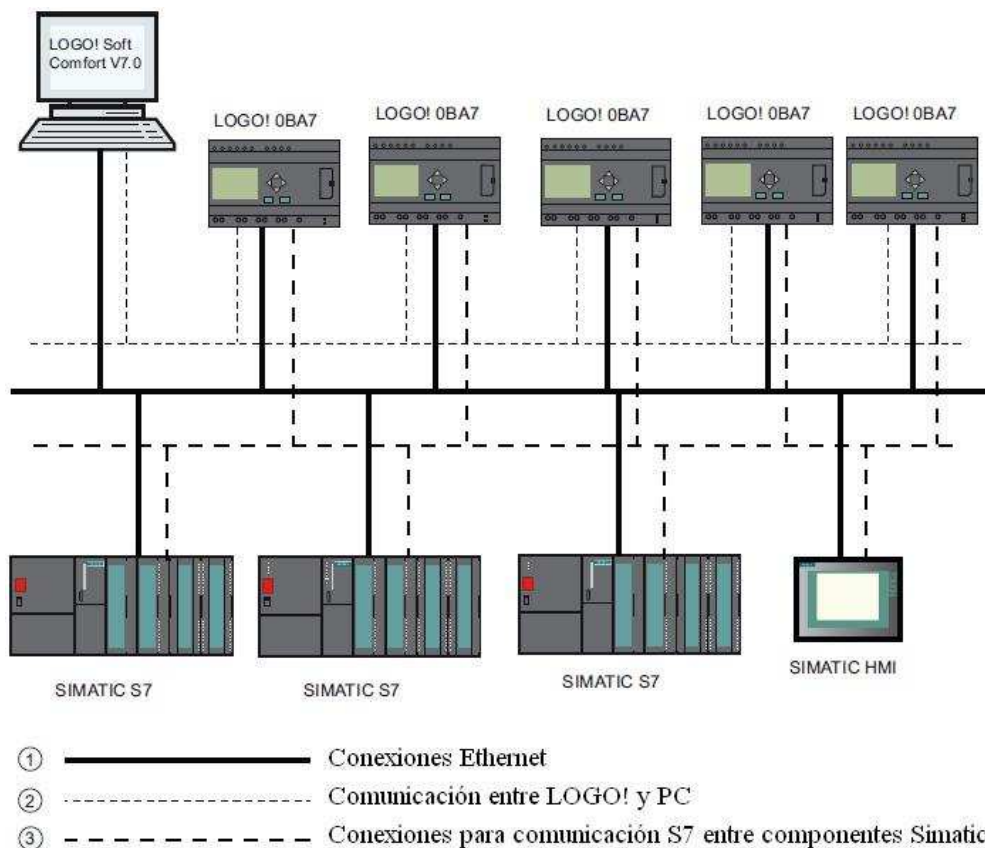 LOGO! Soft
Comfort V7.0
LOGO! 0BA7
LOGO! 0BA7
LOGO! 0BA7
LOGO! 0BA7
LOGO! 0BA7
SIMATIC S7
SIMATIC S7
SIMATIC S7
SIMATIC HMI
① Conexiones Ethernet
② Comunicación entre LOGO! y PC
③ Conexiones para comunicación S7 entre componentes Simatic